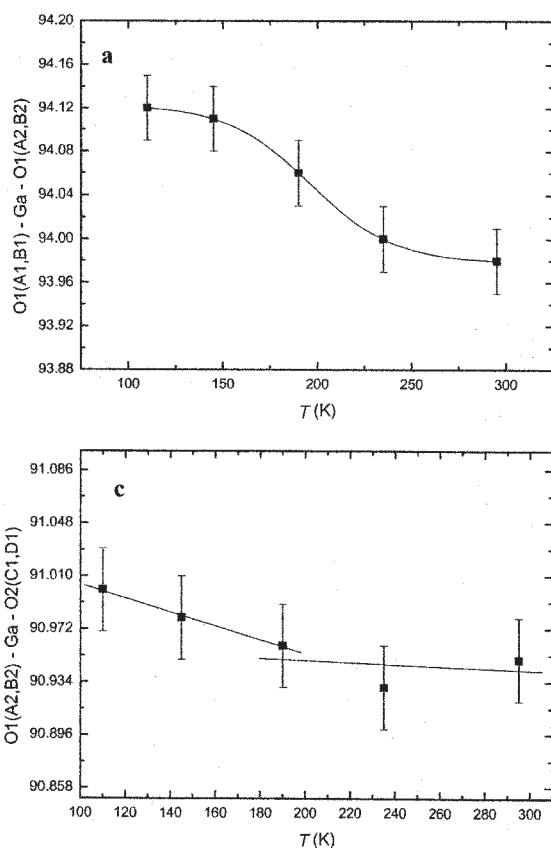 a
O1(A1,B1) - Ga - O1(A2,B2)
94.20
94.16
94.12
94.08
94.04
94.00
93.96
93.92
93.88
100 150 200 250 300
T (K)
c
O1(A2,B2) - Ga - O2(C1,D1)
91.086
91.048
91.010
90.972
90.934
90.896
90.858
100 120 140 160 180 200 220 240 260 280 300
T (K)